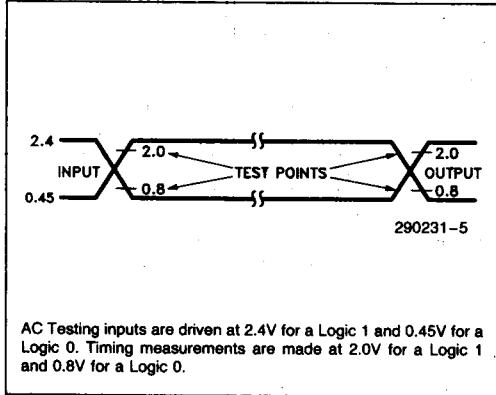 2.4
2.0 2.0
INPUT TEST POINTS OUTPUT
0.8 0.8
0.45
290231-5
AC Testing inputs are driven at 2.4V for a Logic 1 and 0.45V for a
Logic 0. Timing measurements are made at 2.0V for a Logic 1
and 0.8V for a Logic 0.